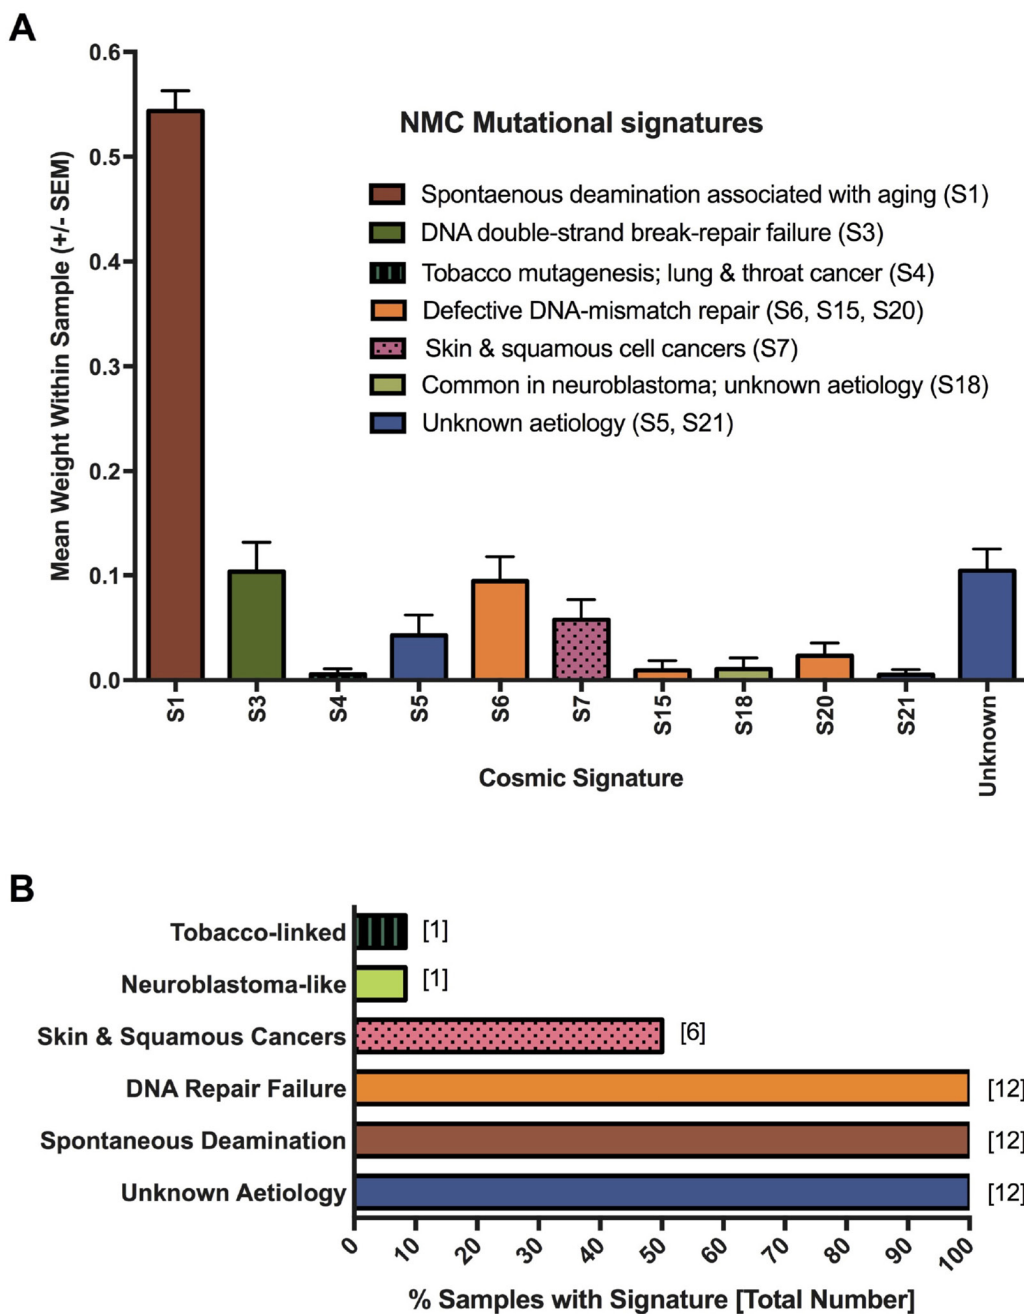 A
0.6
0.5
0.4
0.3
0.2
0.1
0.0
Mean Weight Within Sample (+/- SEM)
NMC Mutational signatures
Spontaenous deamination associated with aging (S1)
DNA double-strand break-repair failure (S3)
Tobacco mutagenesis; lung & throat cancer (S4)
Defective DNA-mismatch repair (S6, S15, S20)
Skin & squamous cell cancers (S7)
Common in neuroblastoma; unknown aetiology (S18)
Unknown aetiology (S5, S21)
S1
S3
S4
S5
S6
S7
S15
S18
S20
S21
Unknown
Cosmic Signature
B
Tobacco-linked [1]
Neuroblastoma-like [1]
Skin & Squamous Cancers [6]
DNA Repair Failure [12]
Spontaneous Deamination [12]
Unknown Aetiology [12]
0 10 20 30 40 50 60 70 80 90 100
% Samples with Signature [Total Number]